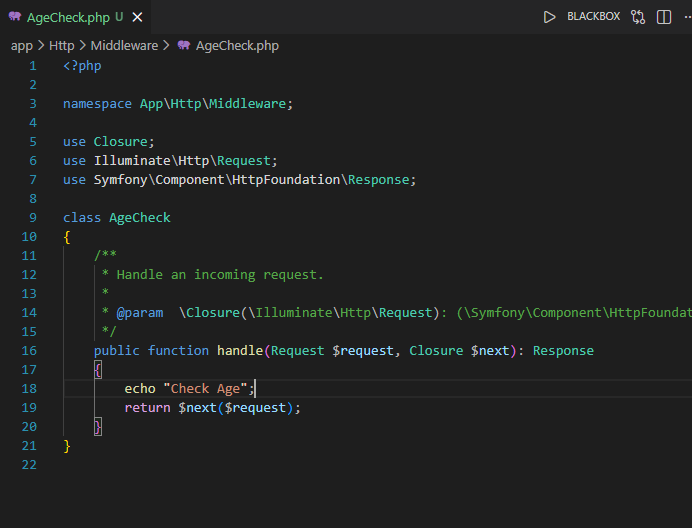 AgeCheck.php U
BLACKBOX
app > Http > Middleware > AgeCheck.php
1 <?php
2
3 namespace App\Http\Middleware;
4
5 use Closure;
6 use Illuminate\Http\Request;
7 use Symfony\Component\HttpFoundation\Response;
8
9 class AgeCheck
10 {
11     /**
12      * Handle an incoming request.
13      *
14      * @param  \Closure(\Illuminate\Http\Request): (\Symfony\Component\HttpFoundat
15      */
16     public function handle(Request $request, Closure $next): Response
17     {
18         echo "Check Age";
19         return $next($request);
20     }
21 }
22